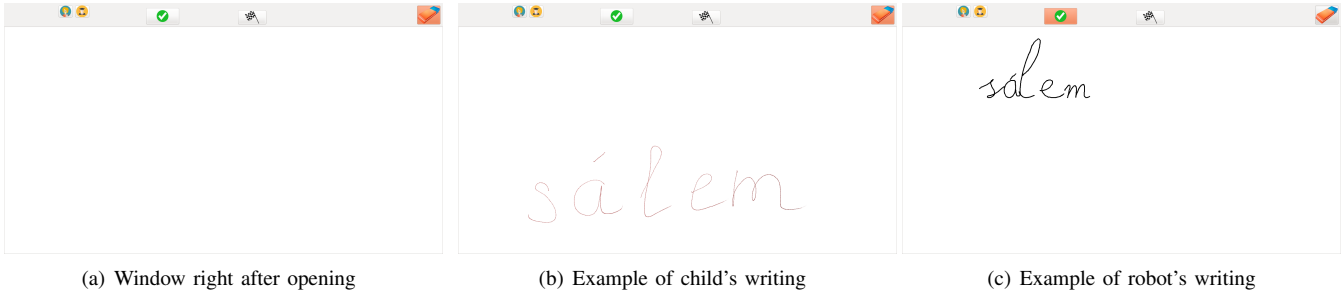 sálem
sálem
(a) Window right after opening
(b) Example of child's writing
(c) Example of robot's writing